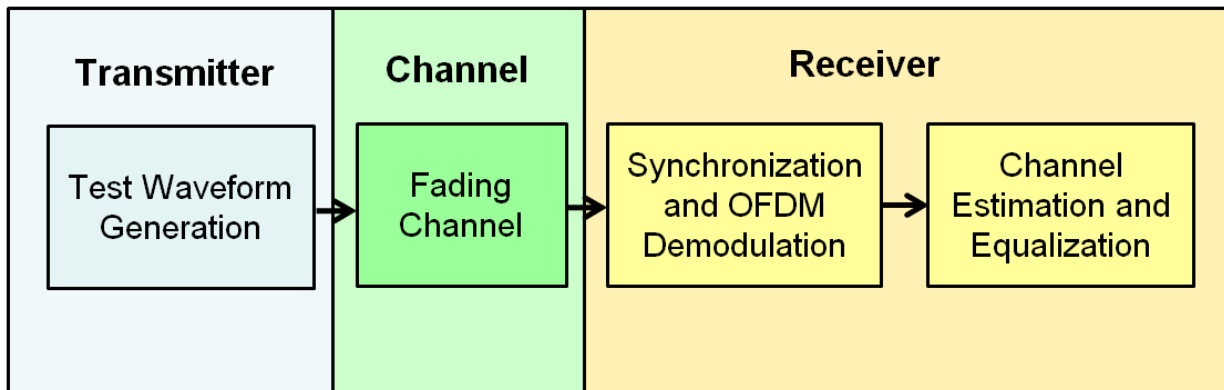 Transmitter
Test Waveform
Generation
Channel
Fading
Channel
Receiver
Synchronization
and OFDM
Demodulation
Channel
Estimation and
Equalization